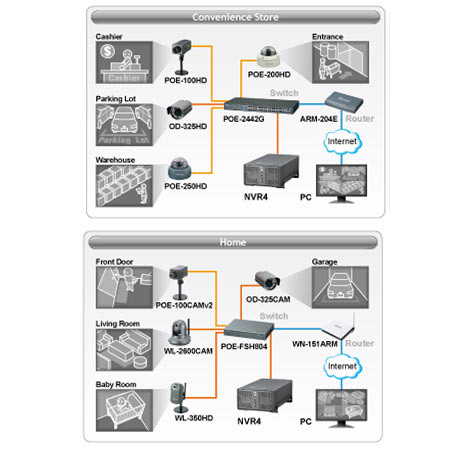 Convenience Store
Cashier
$
Cashier
POE-100HD
POE-200HD
Entrance
Parking Lot
Parking Lot
OD-325HD
Switch
POE-2442G
ARM-204E
Router
Internet
Warehouse
POE-250HD
NVR4
PC
Home
Front Door
POE-100CAMv2
OD-325CAM
Garage
Living Room
WL-2600CAM
Switch
POE-FSH804
WN-151ARM
Router
Internet
Baby Room
WL-350HD
NVR4
PC